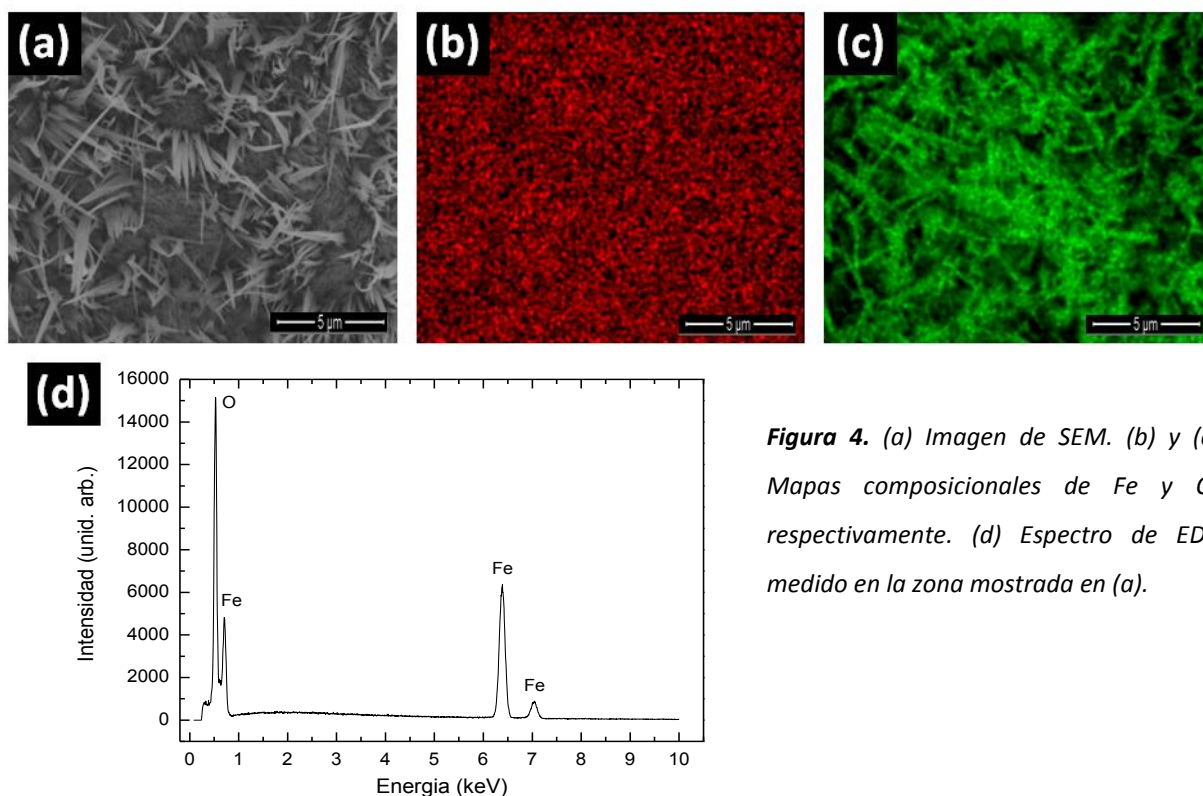 (a)
(b)
(c)
5 µm
5 µm
5 µm
(d)
16000
14000
12000
10000
8000
6000
4000
2000
0
Intensidad (unid. arb.)
O
Fe
Fe
Fe
0 1 2 3 4 5 6 7 8 9 10
Energia (keV)
Figura 4. (a) Imagen de SEM. (b) y
Mapas composicionales de Fe y
respectivamente. (d) Espectro de
medido en la zona mostrada en (a).